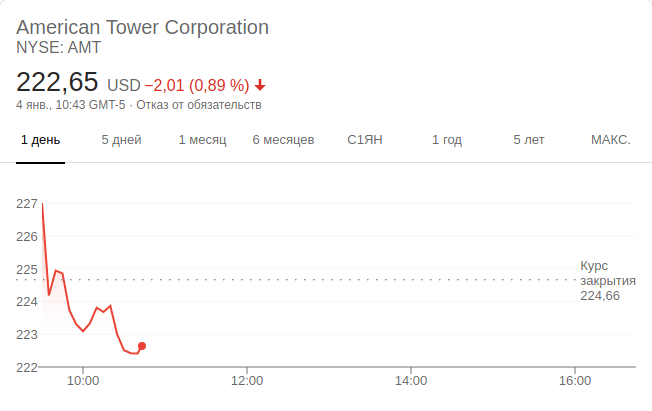 American Tower Corporation
NYSE: AMT
222,65 USD −2,01 (0,89 %)
4 янв., 10:43 GMT-5 · Отказ от обязательств
1 день 5 дней 1 месяц 6 месяцев С1ЯН 1 год 5 лет МАКС.
227
226
225
224
223
222
Курс
закрытия
224,66
10:00 12:00 14:00 16:00